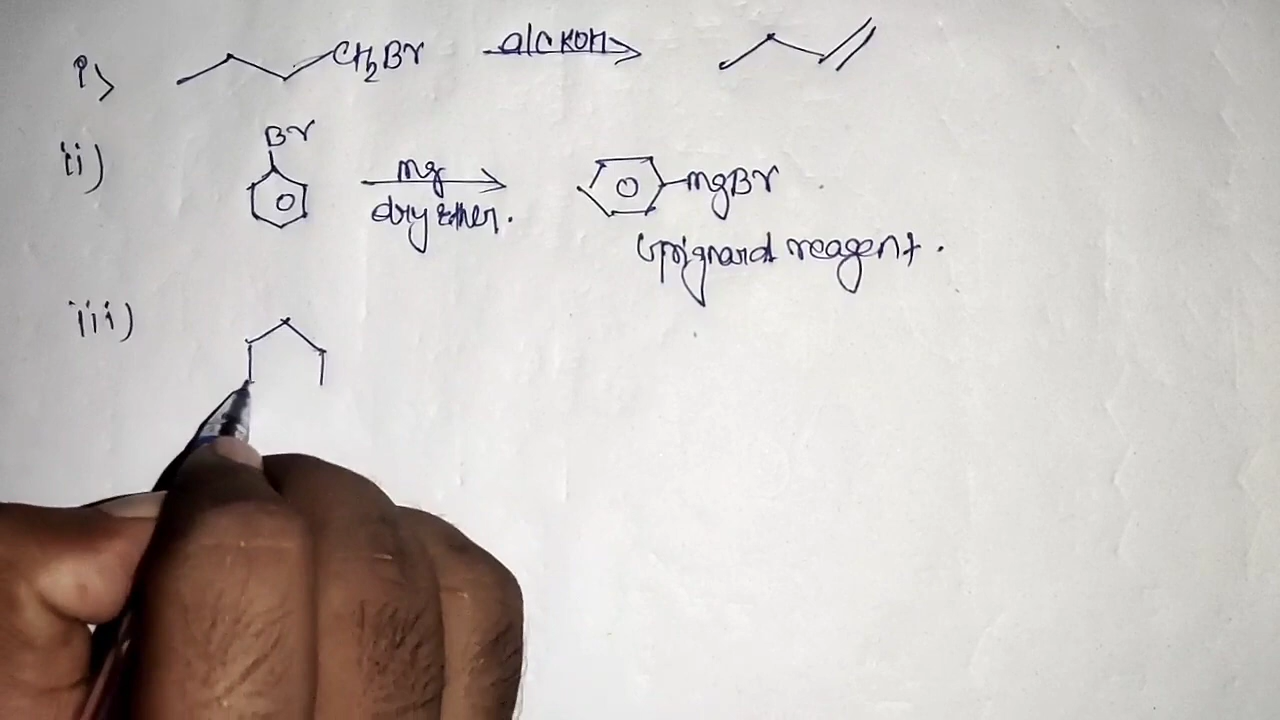 i> CH2Br alc KOH
ii) Br Mg dry ether. MgBr
Grignard reagent.
iii)